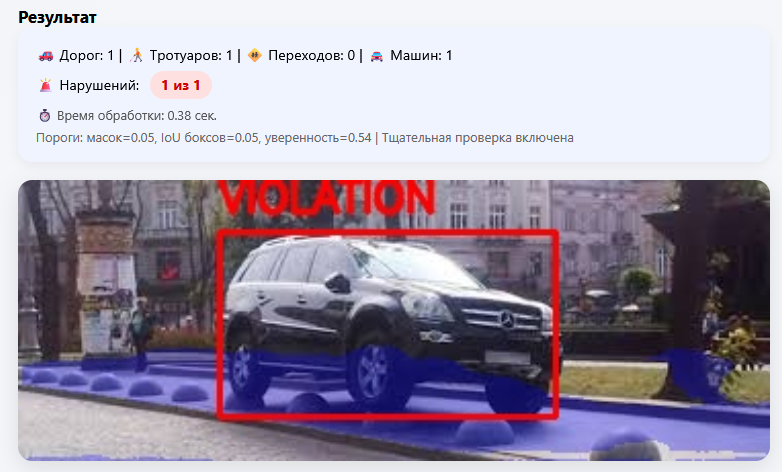 Результат
Дорог: 1 | Тротуаров: 1 | Переходов: 0 | Машин: 1
Нарушений: 1 из 1
Время обработки: 0.38 сек.
Пороги: масок=0.05, IoU боксов=0.05, уверенность=0.54 | Тщательная проверка включена
VIOLATION